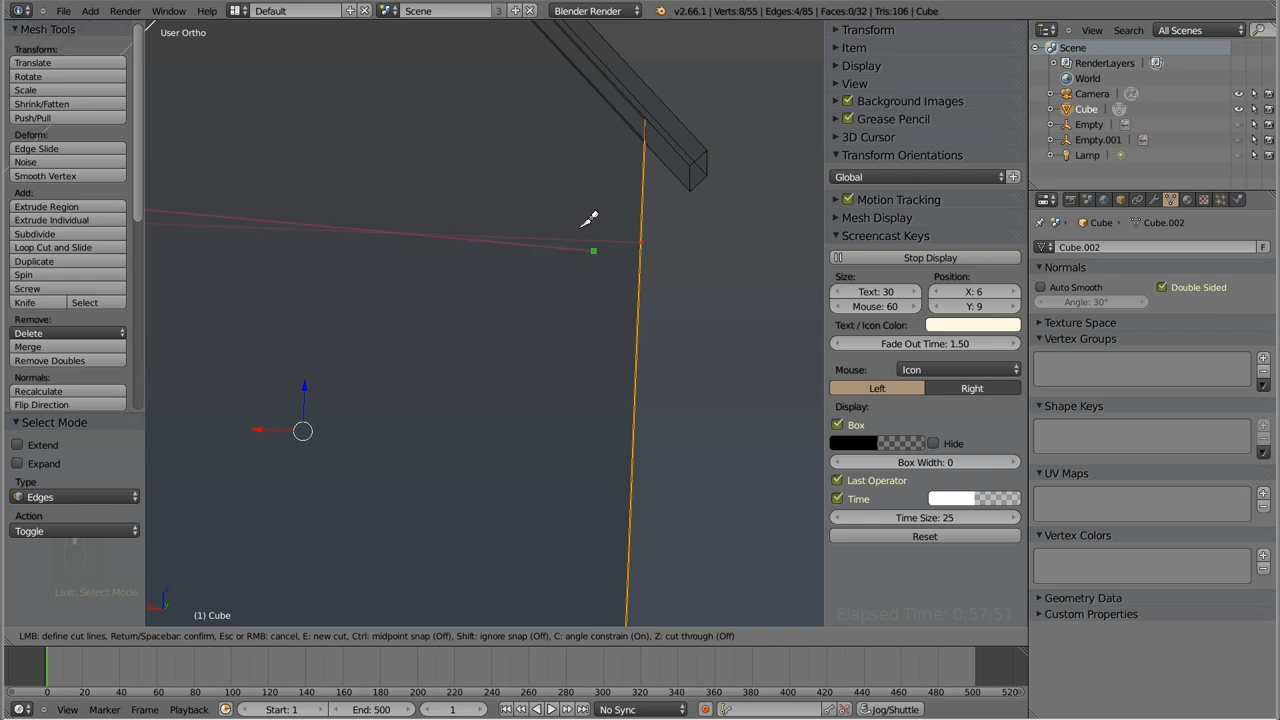 File Add Render Window Help Default Scene 3 Blender Render v2.66.1 | Verts:8/55 | Edges:4/85 | Faces:0/32 | Tris:106 | Cube
Mesh Tools
Transform:
Translate
Rotate
Scale
Shrink/Fatten
Push/Pull
Deform:
Edge Slide
Noise
Smooth Vertex
Add:
Extrude Region
Extrude Individual
Subdivide
Loop Cut and Slide
Duplicate
Spin
Screw
Knife Select
Remove:
Delete
Merge
Remove Doubles
Normals:
Recalculate
Flip Direction
Select Mode
Extend
Expand
Type
Edges
Action
Toggle
Last: Select Mode
User Ortho
(1) Cube
Elapsed Time: 0:57:51
LMB: define cut lines, Return/Spacebar: confirm, Esc or RMB: cancel, E: new cut, Ctrl: midpoint snap (Off), Shift: ignore snap (Off), C: angle constrain (On), Z: cut through (Off)
Transform
Item
Display
View
Background Images
Grease Pencil
3D Cursor
Transform Orientations
Global
Motion Tracking
Mesh Display
Screencast Keys
Stop Display
Size: Position:
Text: 30 X: 6
Mouse: 60 Y: 9
Text / Icon Color:
Fade Out Time: 1.50
Mouse: Icon
Left Right
Display:
Box
Hide
Box Width: 0
Last Operator
Time
Time Size: 25
Reset
View Search All Scenes
Scene
RenderLayers
World
Camera
Cube
Empty
Empty.001
Lamp
Cube Cube.002
Cube.002 F
Normals
Auto Smooth Double Sided
Angle: 30°
Texture Space
Vertex Groups
Shape Keys
UV Maps
Vertex Colors
Geometry Data
Custom Properties
0 20 40 60 80 100 120 140 160 180 200 220 240 260 280 300 320 340 360 380 400 420 440 460 480 500 520
View Marker Frame Playback Start: 1 End: 500 1 No Sync Jog/Shuttle